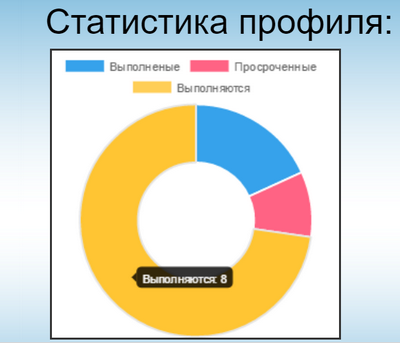 Статистика профиля:
Выполненые Просроченные
Выполняются
Выполняются: 8